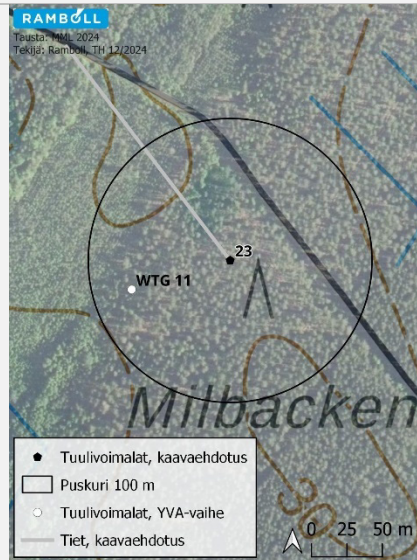 RAMBOLL
Tausta: MML 2024
Tekijä: Ramboll, TH 12/2024
23
WTG 11
Milbacken
30
Tuulivoimalat, kaavaehdotus
Puskuri 100 m
Tuulivoimalat, YVA-vaihe
Tiet, kaavaehdotus
0 25 50 m